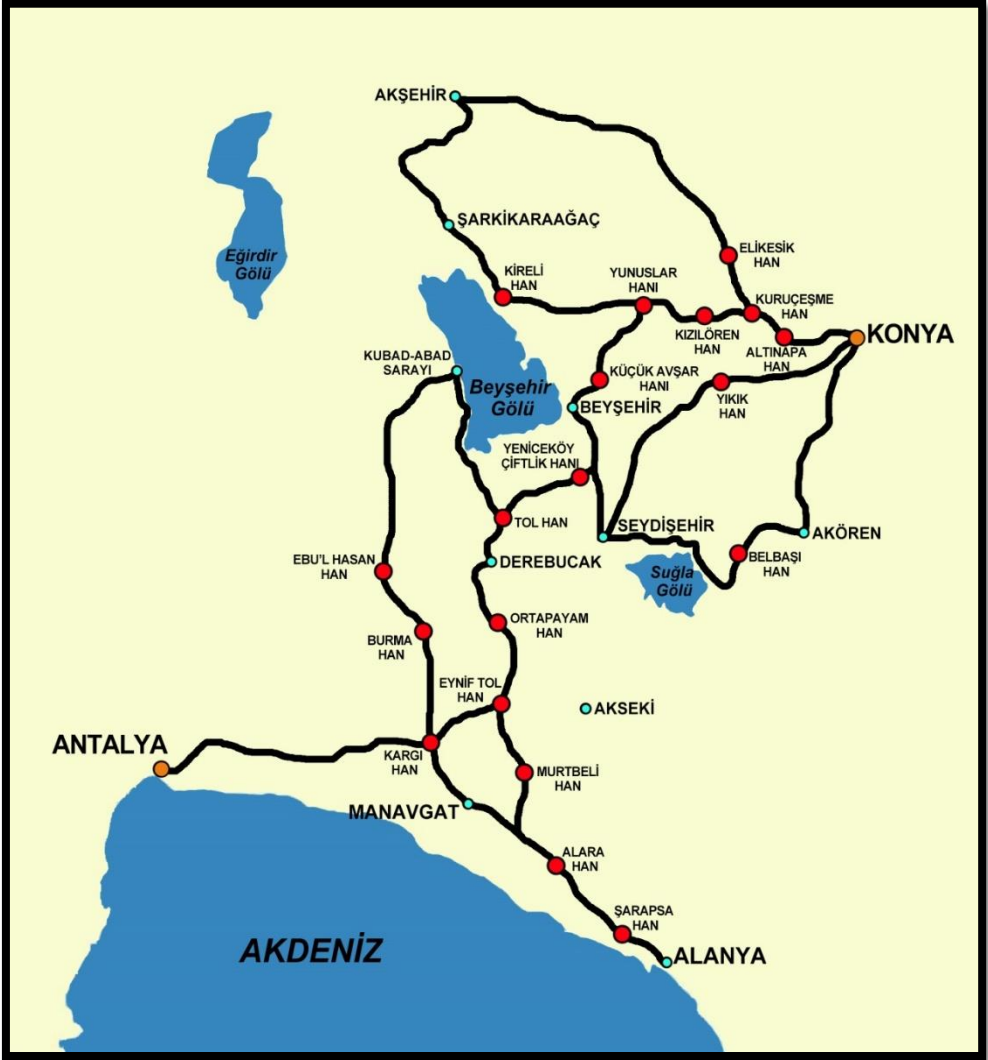 AKŞEHİR
ŞARKİKARAAĞAÇ
Eğirdir
Gölü
ELİKESİK
HAN
KİRELİ
HAN
YUNUSLAR
HANI
KURUÇEŞME
HAN
KIZILÖREN
HAN
KONYA
ALTINAPA
HAN
KUBAD-ABAD
SARAYI
Beyşehir
Gölü
KÜÇÜK AVŞAR
HANI
YIKIK
HAN
BEYŞEHİR
YENİCEKÖY
ÇİFTLİK HANI
TOL HAN
SEYDİŞEHİR
AKÖREN
BELBAŞI
HAN
DEREBUCAK
EBU'L HASAN
HAN
Suğla
Gölü
ORTAPAYAM
HAN
BURMA
HAN
EYNİF TOL
HAN
AKSEKİ
ANTALYA
KARGI
HAN
MURTBELİ
HAN
MANAVGAT
ALARA
HAN
ŞARAPSA
HAN
AKDENİZ
ALANYA